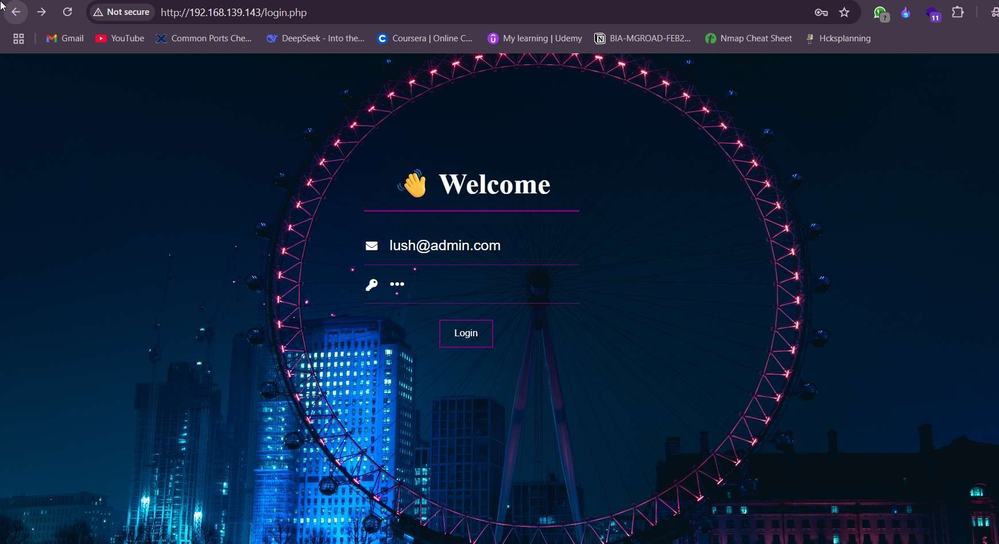 Not secure http://192.168.139.143/login.php ? 11
Gmail YouTube Common Ports Che... DeepSeek - Into the... Coursera | Online C... My learning | Udemy BIA-MGROAD-FEB2... Nmap Cheat Sheet Hcksplanning
👋 Welcome
lush@admin.com
•••
Login